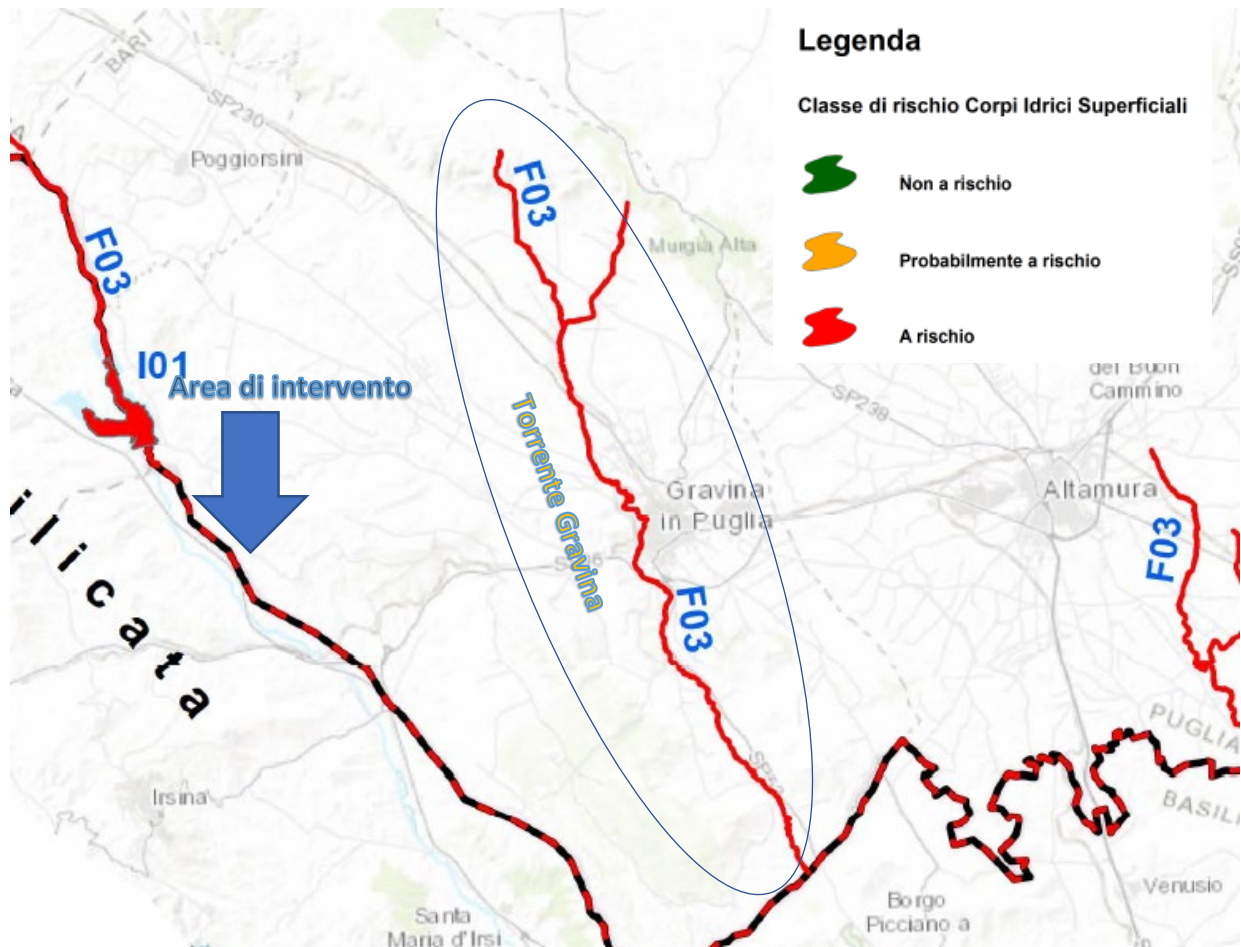 Legenda
Classe di rischio Corpi Idrici Superficiali
Non a rischio
Probabilmente a rischio
A rischio
BARI
SP230
Poggiorsini
F03
F03
Murgia Alta
I01
Area di intervento
Torrente Gravina
Gravina
in Puglia
SP238
del Buon
Cammino
Altamura
F03
F03
ilicata
PUGLIA
BASILI
Irsina
Santa
Maria d'Irsi
Borgo
Picciano a
Venusio